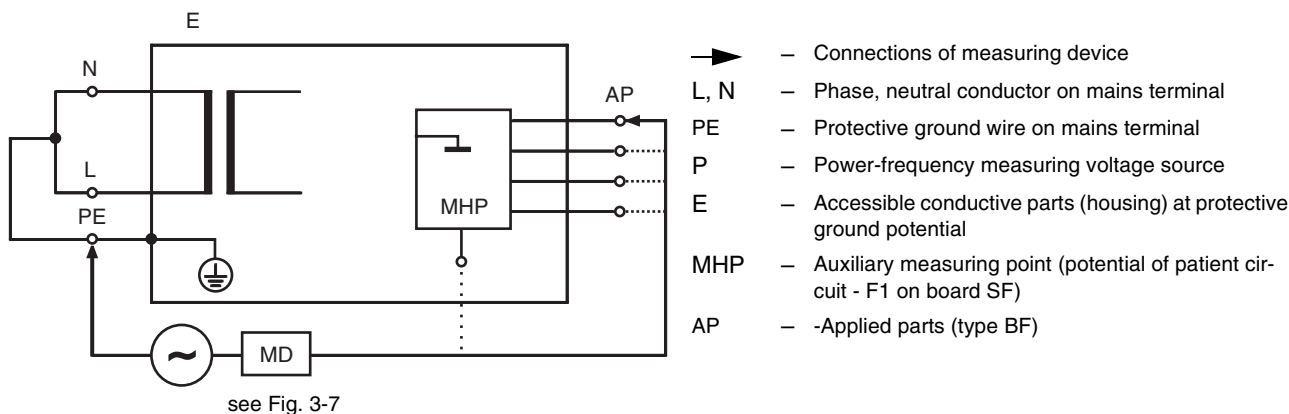 E
N
L
PE
MHP
AP
~
MD
see Fig. 3-7
– Connections of measuring device
L, N – Phase, neutral conductor on mains terminal
PE – Protective ground wire on mains terminal
P – Power-frequency measuring voltage source
E – Accessible conductive parts (housing) at protective
ground potential
MHP – Auxiliary measuring point (potential of patient cir-
cuit - F1 on board SF)
AP – -Applied parts (type BF)